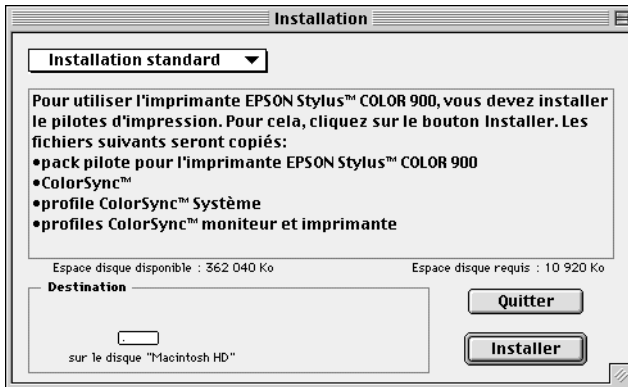 Installation
Installation standard
Pour utiliser l'imprimante EPSON Stylus™ COLOR 900, vous devez installer
le pilotes d'impression. Pour cela, cliquez sur le bouton Installer. Les
fichiers suivants seront copiés:
•pack pilote pour l'imprimante EPSON Stylus™ COLOR 900
•ColorSync™
•profile ColorSync™ Système
•profiles ColorSync™ moniteur et imprimante
Espace disque disponible : 362 040 Ko
Espace disque requis : 10 920 Ko
Destination
sur le disque "Macintosh HD"
Quitter
Installer